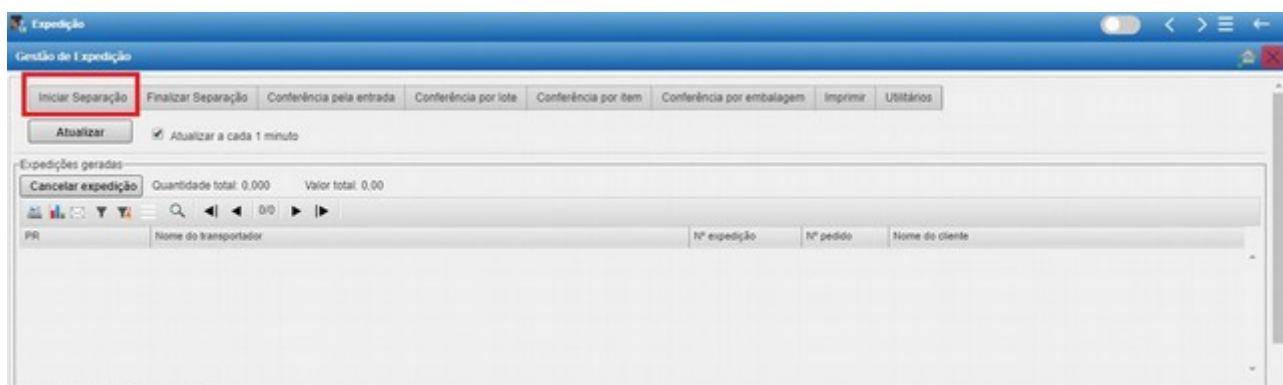 Expedição
Gestão de Expedição
Iniciar Separação Finalizar Separação Conferência pela entrada Conferência por lote Conferência por item Conferência por embalagem Imprimir Utilitários
Atualizar Atualizar a cada 1 minuto
Expedições geradas
Cancelar expedição Quantidade total: 0,000 Valor total: 0,00
0/0
PR Nome do transportador Nº expedição Nº pedido Nome do cliente